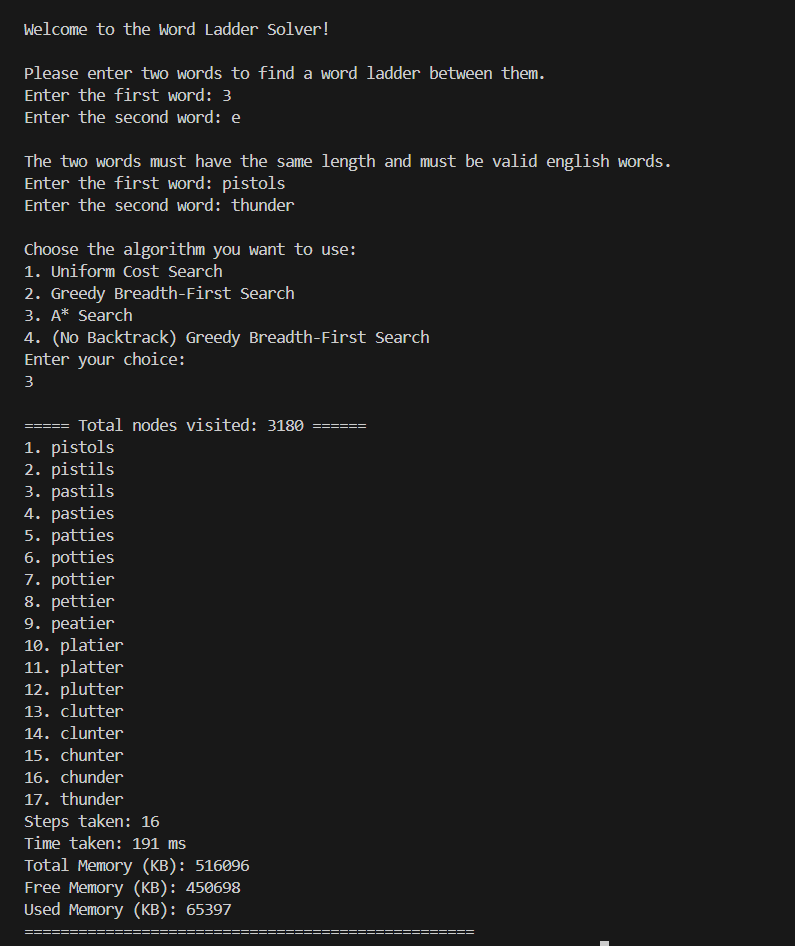 Welcome to the Word Ladder Solver!
Please enter two words to find a word ladder between them.
Enter the first word: 3
Enter the second word: e
The two words must have the same length and must be valid english words.
Enter the first word: pistols
Enter the second word: thunder
Choose the algorithm you want to use:
1. Uniform Cost Search
2. Greedy Breadth-First Search
3. A* Search
4. (No Backtrack) Greedy Breadth-First Search
Enter your choice:
3
===== Total nodes visited: 3180 ======
1. pistols
2. pistils
3. pastils
4. pasties
5. patties
6. potties
7. pottier
8. pettier
9. peatier
10. platier
11. platter
12. plutter
13. clutter
14. clunter
15. chunter
16. chunder
17. thunder
Steps taken: 16
Time taken: 191 ms
Total Memory (KB): 516096
Free Memory (KB): 450698
Used Memory (KB): 65397
==================================================